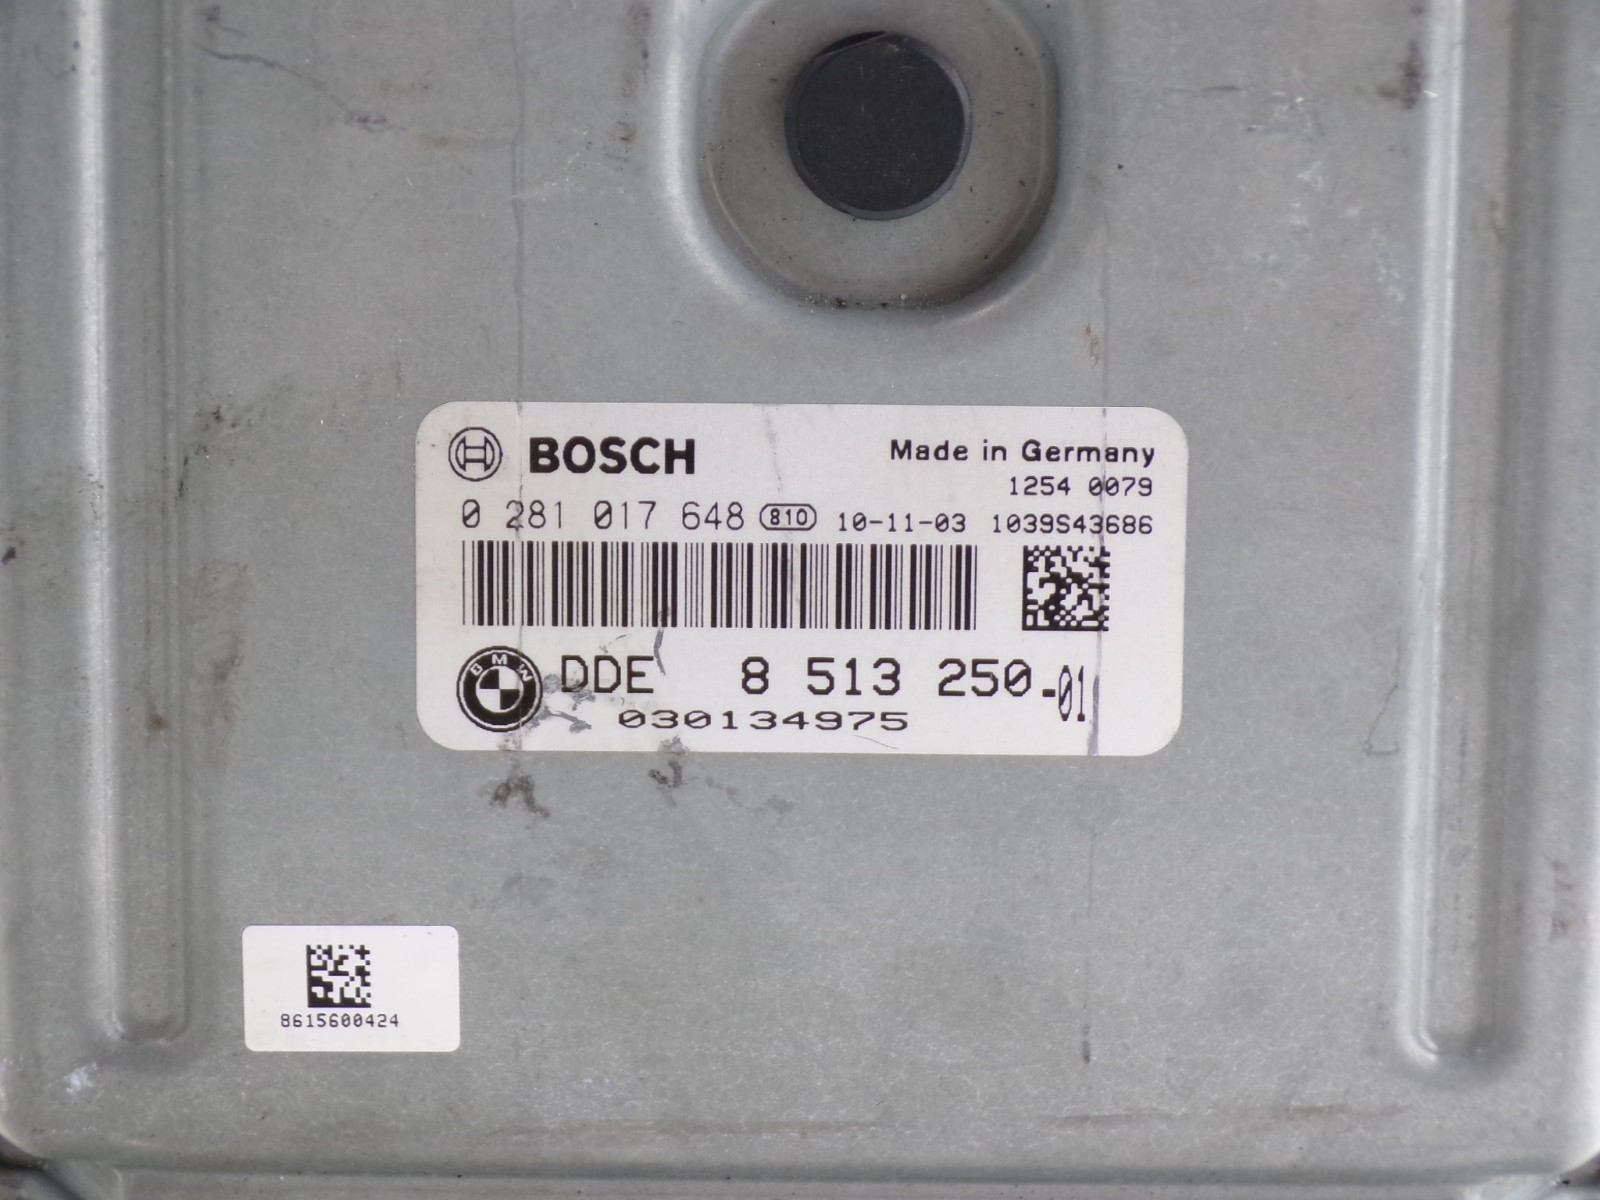 BOSCH Made in Germany
1254 0079
0 281 017 648 810 10-11-03 1039S43686
BMW DDE 8 513 250-01
030134975
8615600424